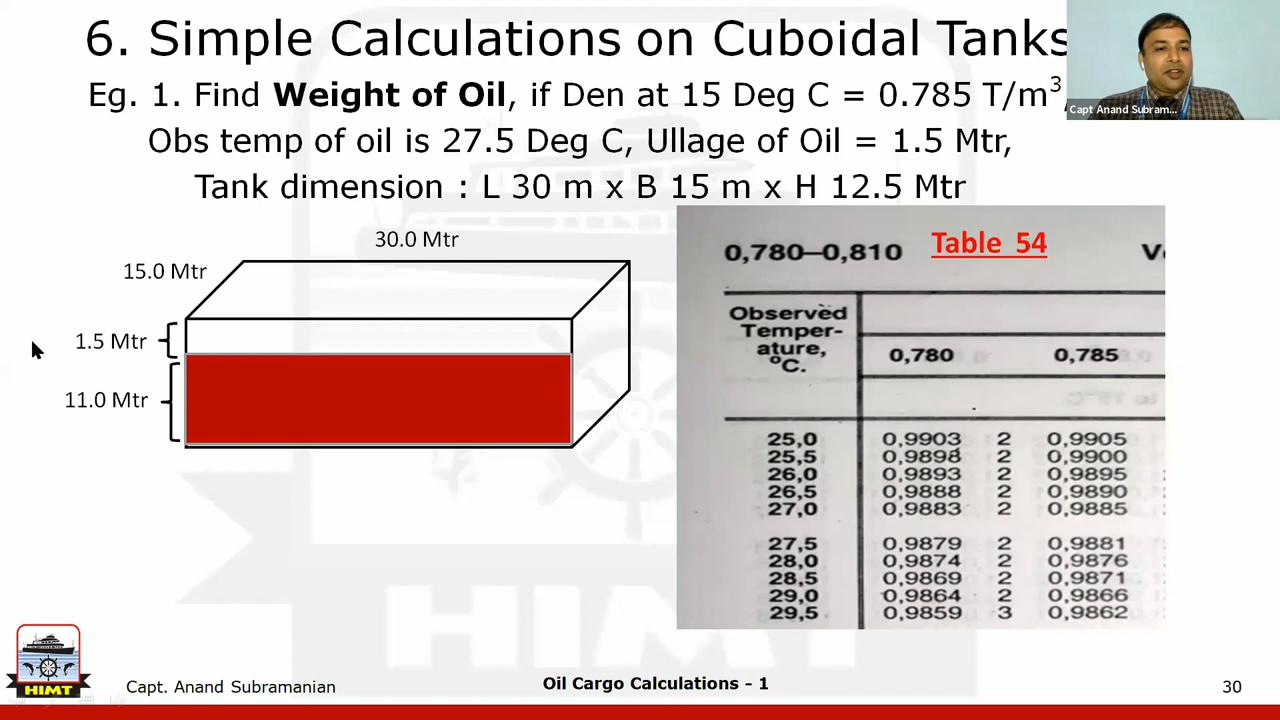 6. Simple Calculations on Cuboidal Tanks
Eg. 1. Find Weight of Oil, if Den at 15 Deg C = 0.785 T/m3,
Capt Anand Subram...
Obs temp of oil is 27.5 Deg C, Ullage of Oil = 1.5 Mtr,
Tank dimension : L 30 m x B 15 m x H 12.5 Mtr
30.0 Mtr
15.0 Mtr
1.5 Mtr
11.0 Mtr
0,780–0,810 Table 54
Observed
Temper-
ature,
°C.
0,780 0,785
25,0 0,9903 2 0,9905
25,5 0,9898 2 0,9900
26,0 0,9893 2 0,9895
26,5 0,9888 2 0,9890
27,0 0,9883 2 0,9885
27,5 0,9879 2 0,9881
28,0 0,9874 2 0,9876
28,5 0,9869 2 0,9871
29,0 0,9864 2 0,9866
29,5 0,9859 3 0,9862
HIMT
HIMT
Capt. Anand Subramanian
Oil Cargo Calculations - 1
30